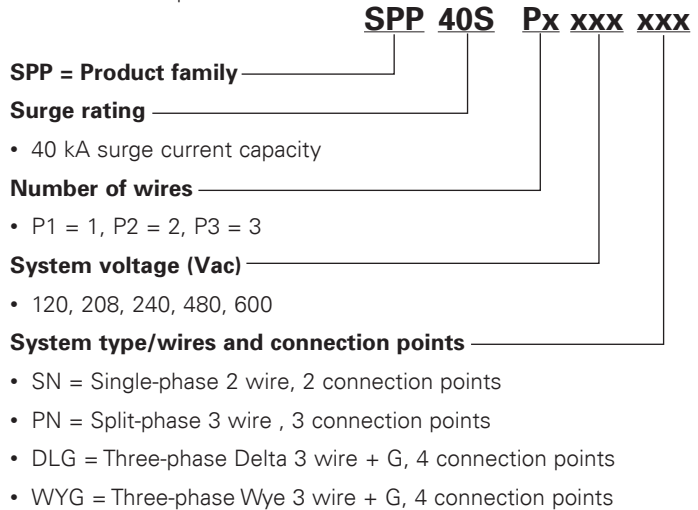 SPP 40S Px xxx xxx
SPP = Product family
Surge rating
• 40 kA surge current capacity
Number of wires
• P1 = 1, P2 = 2, P3 = 3
System voltage (Vac)
• 120, 208, 240, 480, 600
System type/wires and connection points
• SN = Single-phase 2 wire, 2 connection points
• PN = Split-phase 3 wire , 3 connection points
• DLG = Three-phase Delta 3 wire + G, 4 connection points
• WYG = Three-phase Wye 3 wire + G, 4 connection points